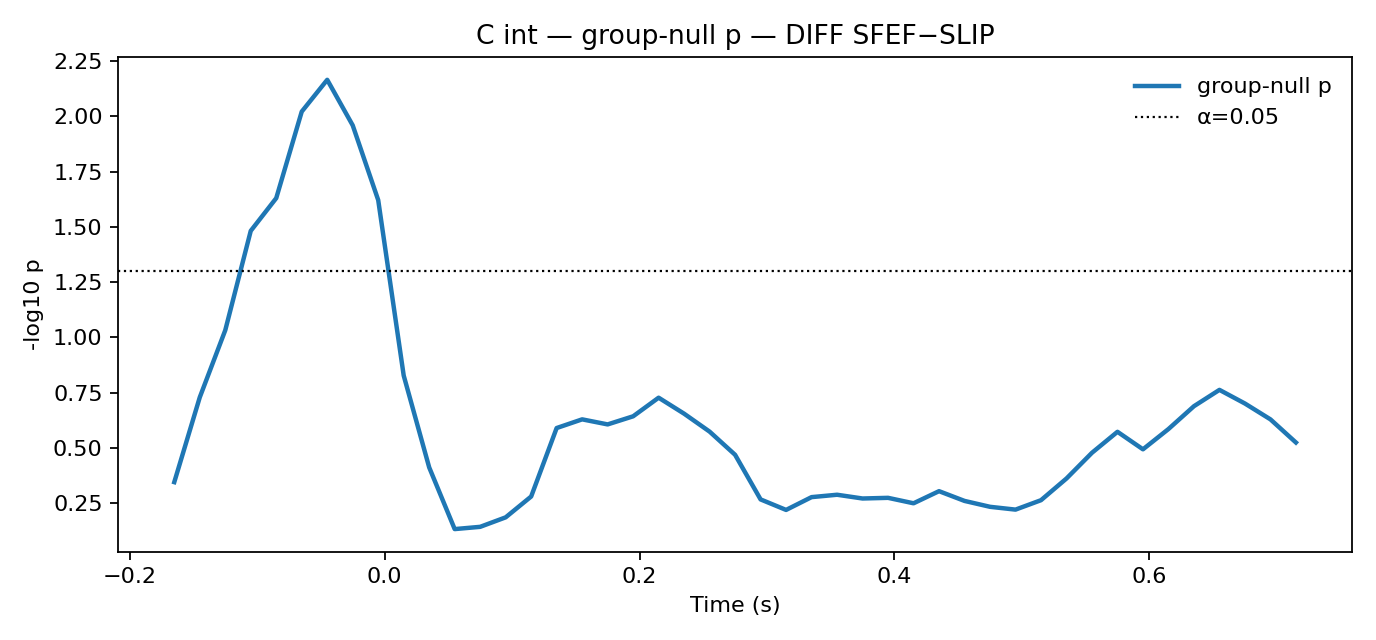 C int — group-null p — DIFF SFEF−SLIP
group-null p
α=0.05
-log10 p
2.25
2.00
1.75
1.50
1.25
1.00
0.75
0.50
0.25
−0.2
0.0
0.2
0.4
0.6
Time (s)